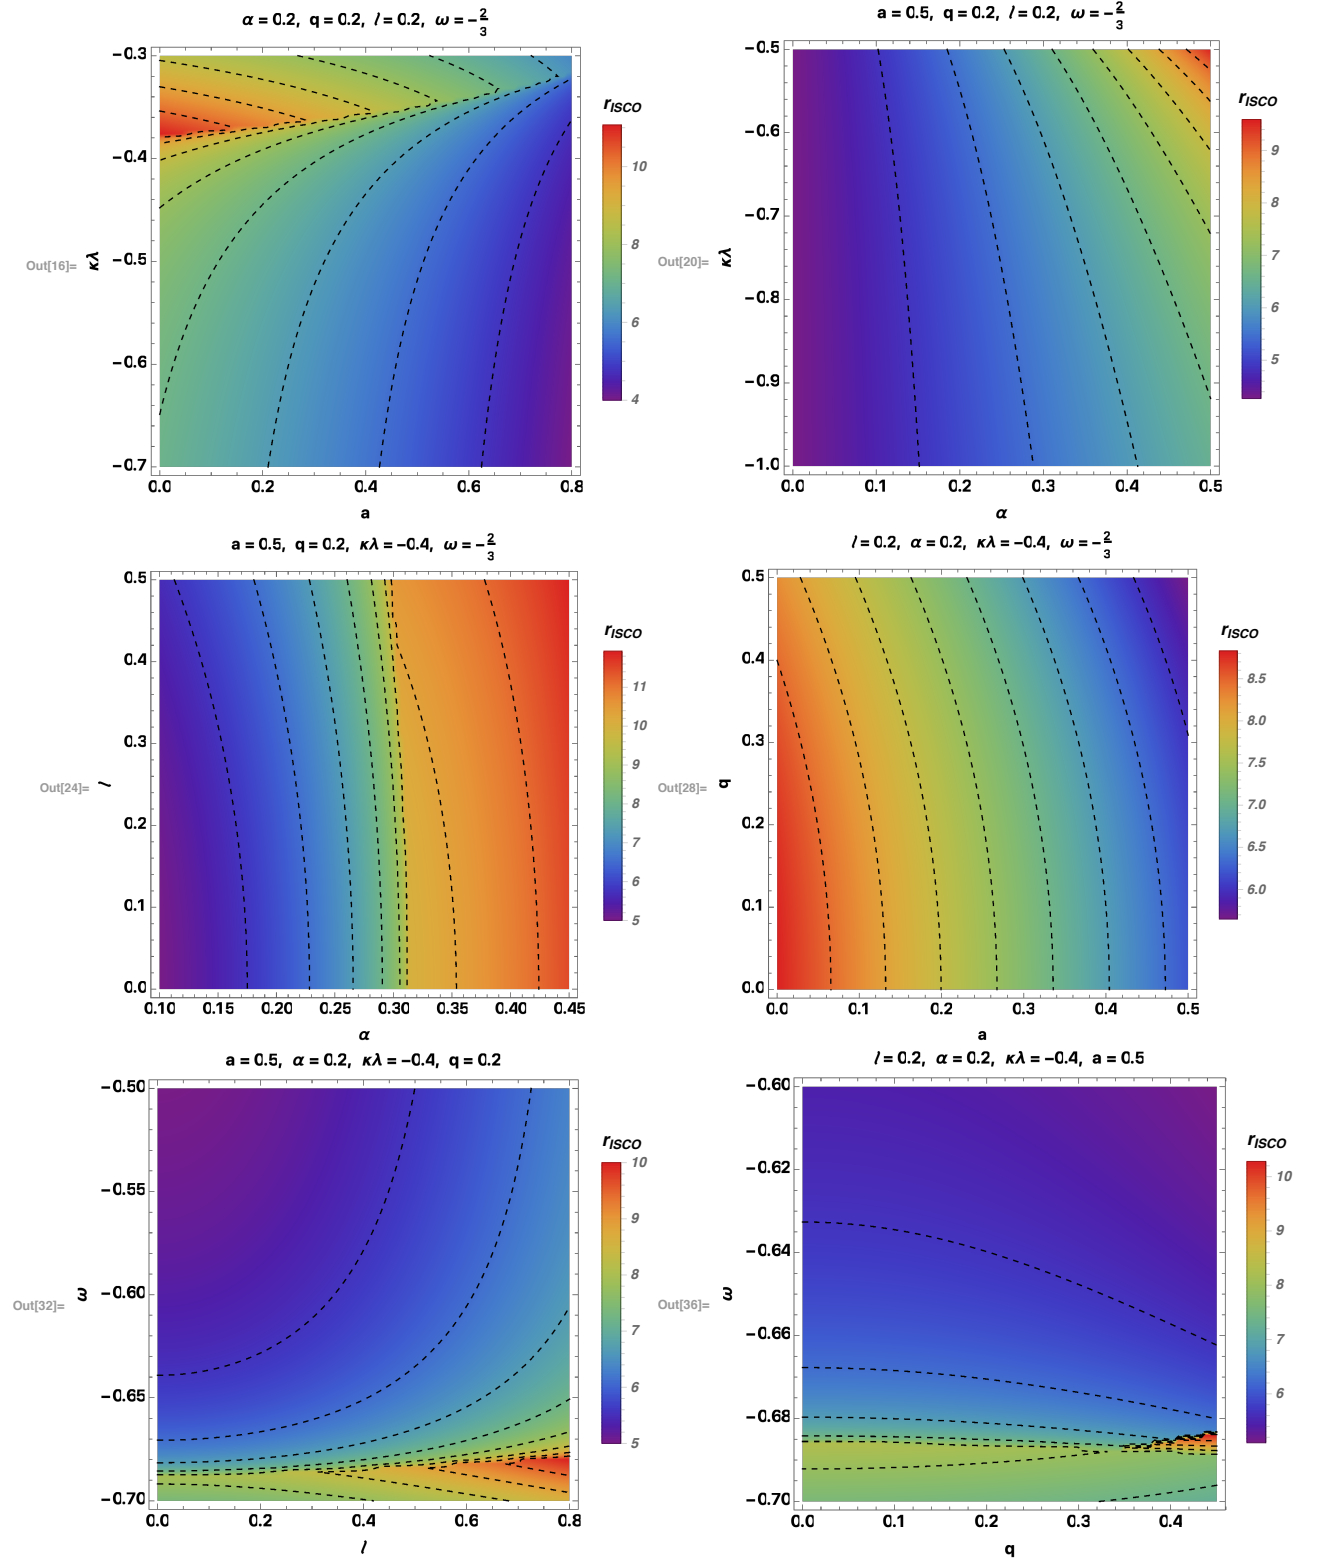 α = 0.2, q = 0.2, l = 0.2, ω = −2/3
Out[16]=
κλ
−0.3
−0.4
−0.5
−0.6
−0.7
0.0 0.2 0.4 0.6 0.8
a
rISCO
10
8
6
4
a = 0.5, q = 0.2, l = 0.2, ω = −2/3
Out[20]=
κλ
−0.5
−0.6
−0.7
−0.8
−0.9
−1.0
0.0 0.1 0.2 0.3 0.4 0.5
α
rISCO
9
8
7
6
5
a = 0.5, q = 0.2, κλ = −0.4, ω = −2/3
Out[24]=
l
0.5
0.4
0.3
0.2
0.1
0.0
0.10 0.15 0.20 0.25 0.30 0.35 0.40 0.45
α
rISCO
11
10
9
8
7
6
5
l = 0.2, α = 0.2, κλ = −0.4, ω = −2/3
Out[28]=
q
0.5
0.4
0.3
0.2
0.1
0.0
0.0 0.1 0.2 0.3 0.4 0.5
a
rISCO
8.5
8.0
7.5
7.0
6.5
6.0
a = 0.5, α = 0.2, κλ = −0.4, q = 0.2
Out[32]=
ω
−0.50
−0.55
−0.60
−0.65
−0.70
0.0 0.2 0.4 0.6 0.8
l
rISCO
10
9
8
7
6
5
l = 0.2, α = 0.2, κλ = −0.4, a = 0.5
Out[36]=
ω
−0.60
−0.62
−0.64
−0.66
−0.68
−0.70
0.0 0.1 0.2 0.3 0.4
q
rISCO
10
9
8
7
6